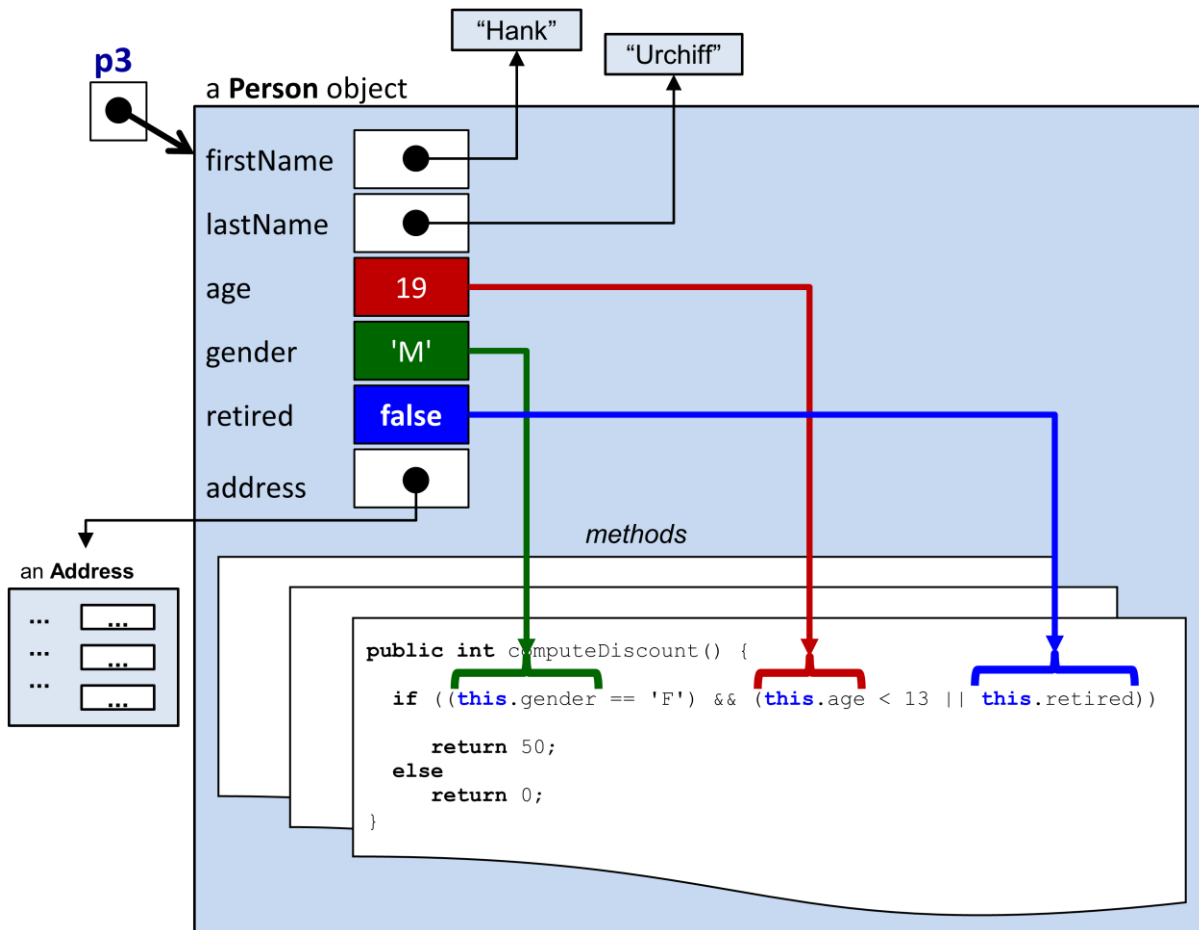 “Hank”
“Urchiff”
p3
a Person object
firstName
lastName
age 19
gender 'M'
retired false
address
methods
an Address
... ...
... ...
... ...
public int computeDiscount() {
if ((this.gender == 'F') && (this.age < 13 || this.retired))
return 50;
else
return 0;
}